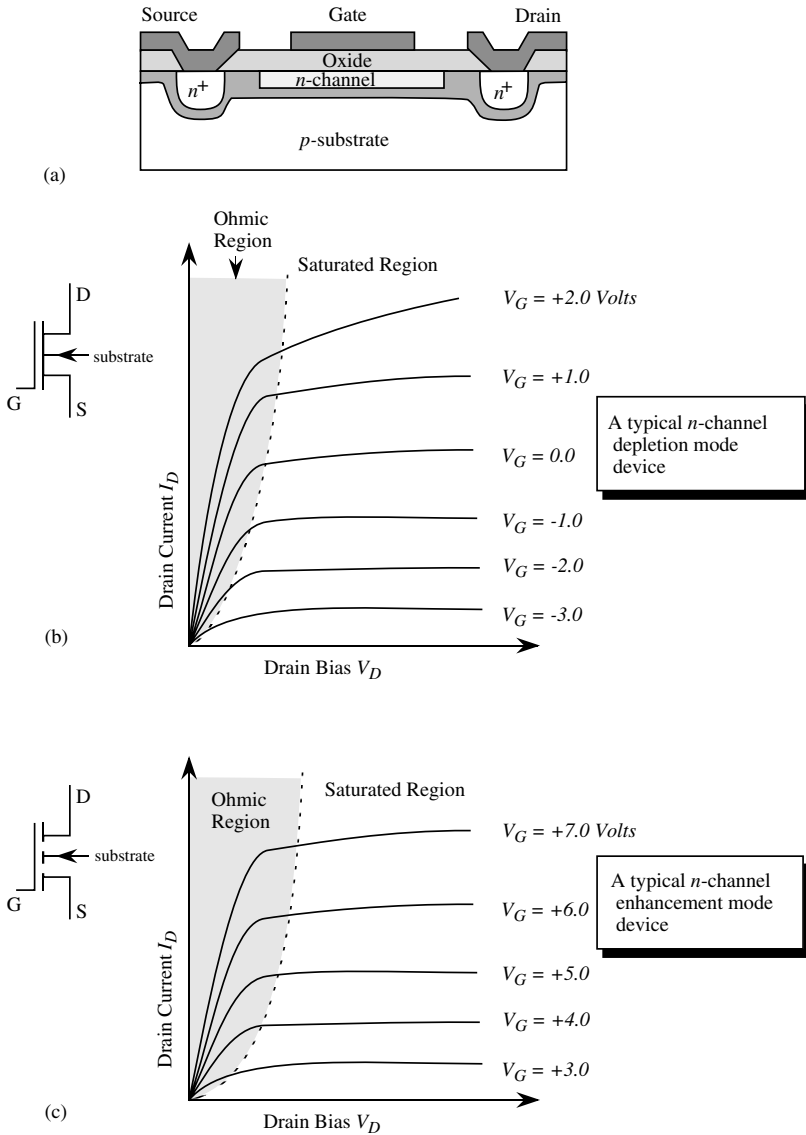 Source
Gate
Drain
Oxide
n-channel
n+
n+
p-substrate
(a)
Ohmic
Region
Saturated Region
D
substrate
G
S
Drain Current I_D
V_G = +2.0 Volts
V_G = +1.0
V_G = 0.0
V_G = -1.0
V_G = -2.0
V_G = -3.0
A typical n-channel
depletion mode
device
(b)
Drain Bias V_D
Ohmic
Region
Saturated Region
D
substrate
G
S
Drain Current I_D
V_G = +7.0 Volts
V_G = +6.0
V_G = +5.0
V_G = +4.0
V_G = +3.0
A typical n-channel
enhancement mode
device
(c)
Drain Bias V_D